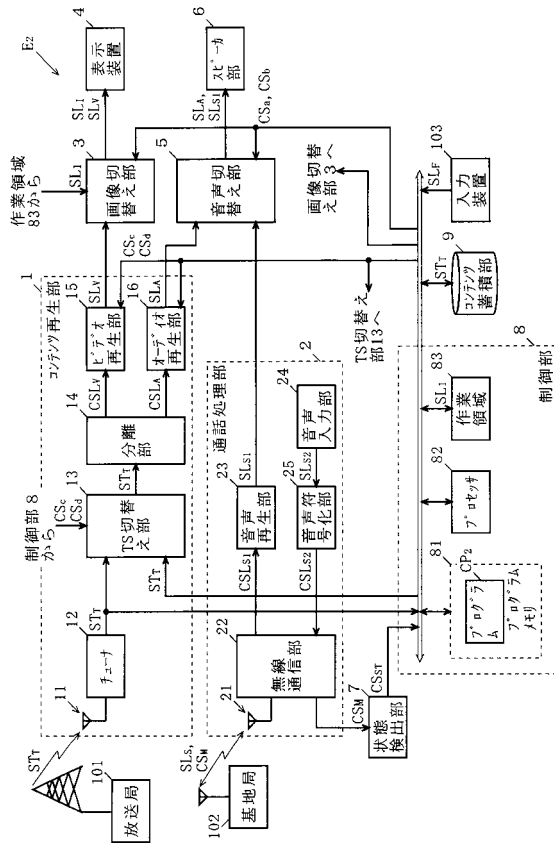 E2
放送局
101
STT
11
チューナ
12
STT
制御部 8
から
CSc
CSd
TS切替え
部
13
STT
STT
分離部
14
CSLV
CSLA
ビデオ
再生部
15
オーディオ
再生部
16
コンテンツ再生部
1
SLV
SLA
CSc
CSd
作業領域
83から
SLI
画像切
替え部
3
SLI
SLV
表示装置
4
音声切
替え部
5
SLA,
SLS1
スピーカ
部
6
CSa, CSb
基地局
102
SLS,
CSM
21
無線
通信部
22
CSLS1
CSLS2
音声再
生部
23
音声符
号化部
25
SLS2
音声
入力部
24
SLS1
通話処理部
2
CSM
状態
検出部
7
CSST
TS切替え
部13へ
画像切替
え部 3 へ
プログラ
ム
CP2
プログラム
メモリ
81
プロセッサ
82
作業
領域
83
SLI
制御部
8
コンテンツ
蓄積部
9
STT
入力
装置
103
SLF